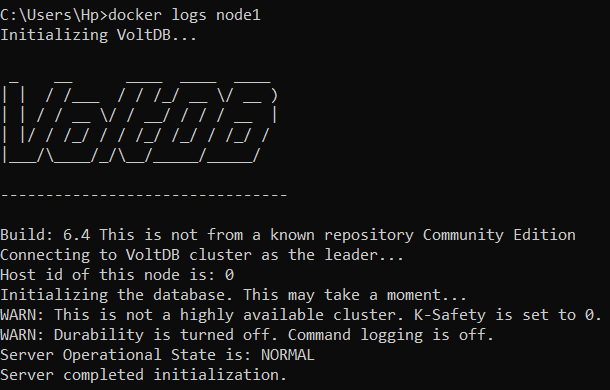 C:\Users\Hp>docker logs node1
Initializing VoltDB...
VoltDB
--------------------------------
Build: 6.4 This is not from a known repository Community Edition
Connecting to VoltDB cluster as the leader...
Host id of this node is: 0
Initializing the database. This may take a moment...
WARN: This is not a highly available cluster. K-Safety is set to 0.
WARN: Durability is turned off. Command logging is off.
Server Operational State is: NORMAL
Server completed initialization.